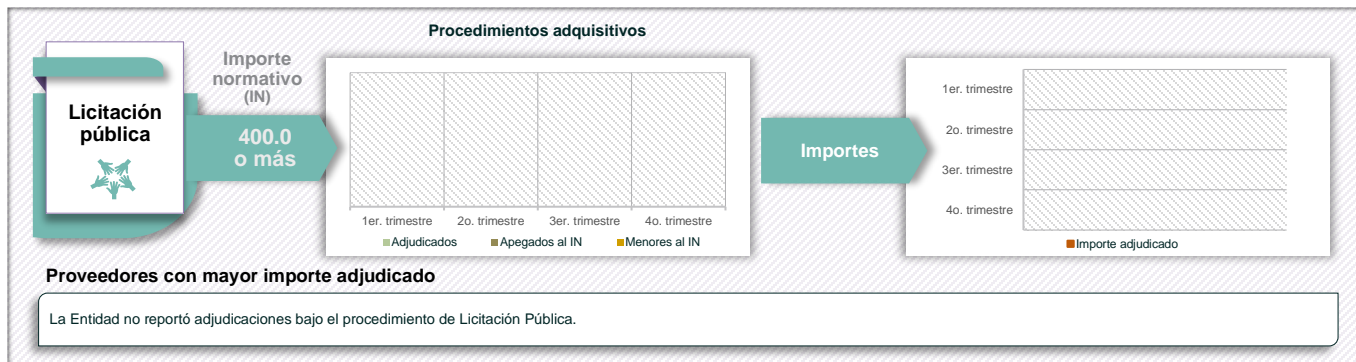 Procedimientos adquisitivos
Licitación
pública
Importe
normativo
(IN)
400.0
o más
1er. trimestre 2o. trimestre 3er. trimestre 4o. trimestre
Adjudicados Apegados al IN Menores al IN
Importes
1er. trimestre
2o. trimestre
3er. trimestre
4o. trimestre
Importe adjudicado
Proveedores con mayor importe adjudicado
La Entidad no reportó adjudicaciones bajo el procedimiento de Licitación Pública.